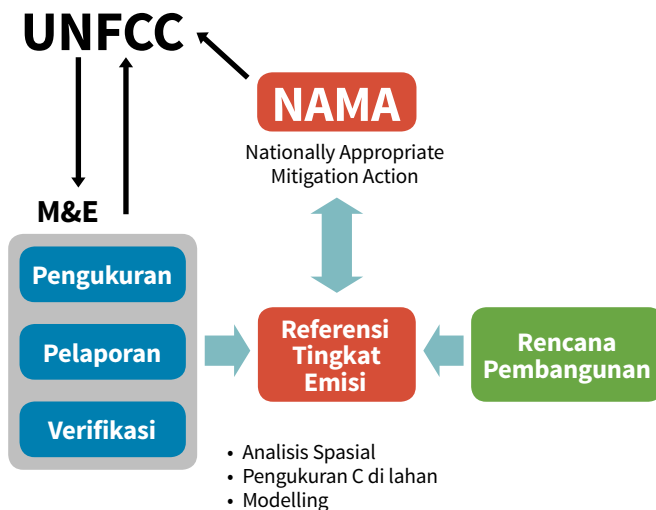 UNFCC
NAMA
Nationally Appropriate
Mitigation Action
M&E
Pengukuran
Pelaporan
Verifikasi
Referensi
Tingkat
Emisi
Rencana
Pembangunan
• Analisis Spasial
• Pengukuran C di lahan
• Modelling